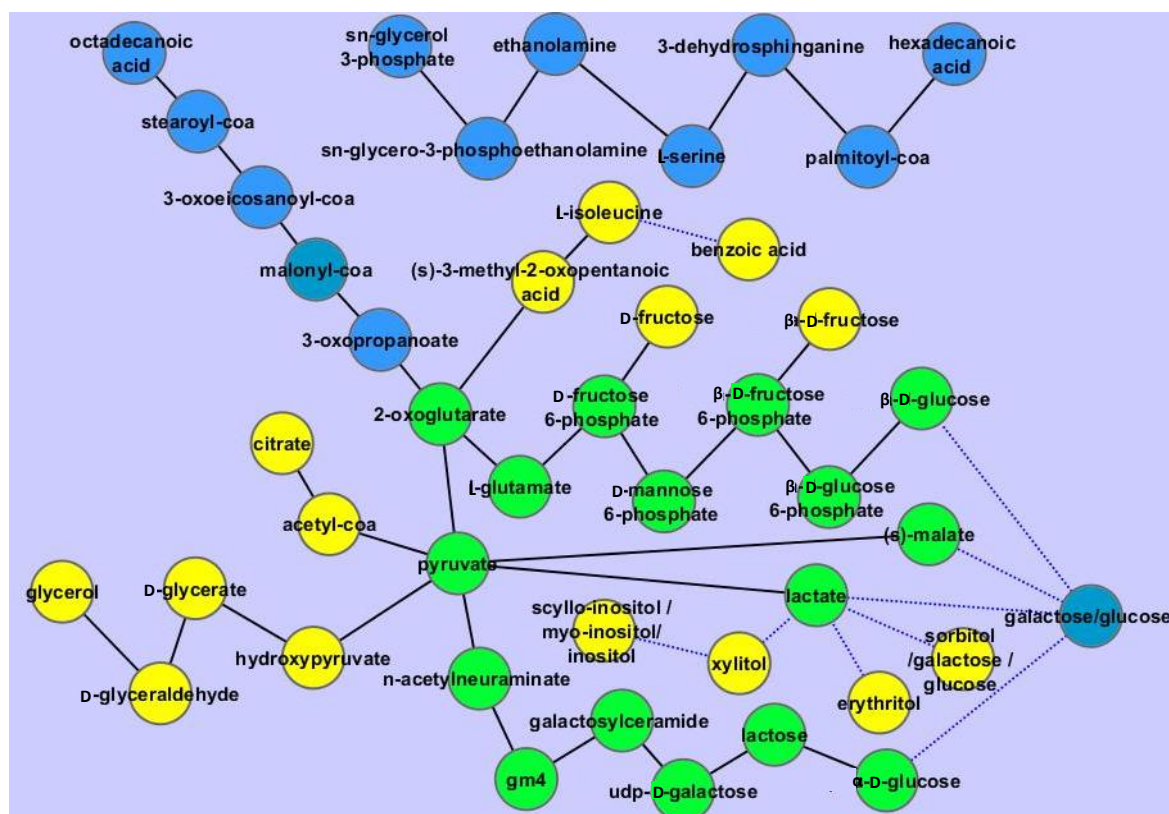 octadecanoic
acid
sn-glycerol
3-phosphate
ethanolamine
3-dehydrosphinganine
hexadecanoic
acid
stearoyl-coa
sn-glycero-3-phosphoethanolamine
L-serine
palmitoyl-coa
3-oxoeicosanoyl-coa
L-isoleucine
benzoic acid
malonyl-coa
(s)-3-methyl-2-oxopentanoic
acid
3-oxopropanoate
D-fructose
β-D-fructose
2-oxoglutarate
D-fructose
6-phosphate
β-D-fructose
6-phosphate
β-D-glucose
citrate
L-glutamate
D-mannose
6-phosphate
β-D-glucose
6-phosphate
acetyl-coa
(s)-malate
pyruvate
glycerol
D-glycerate
lactate
galactose/glucose
scyllo-inositol /
myo-inositol/
inositol
xylitol
sorbitol
/galactose /
glucose
hydroxypyruvate
n-acetylneuraminate
D-glyceraldehyde
erythritol
galactosylceramide
lactose
gm4
udp-D-galactose
α-D-glucose